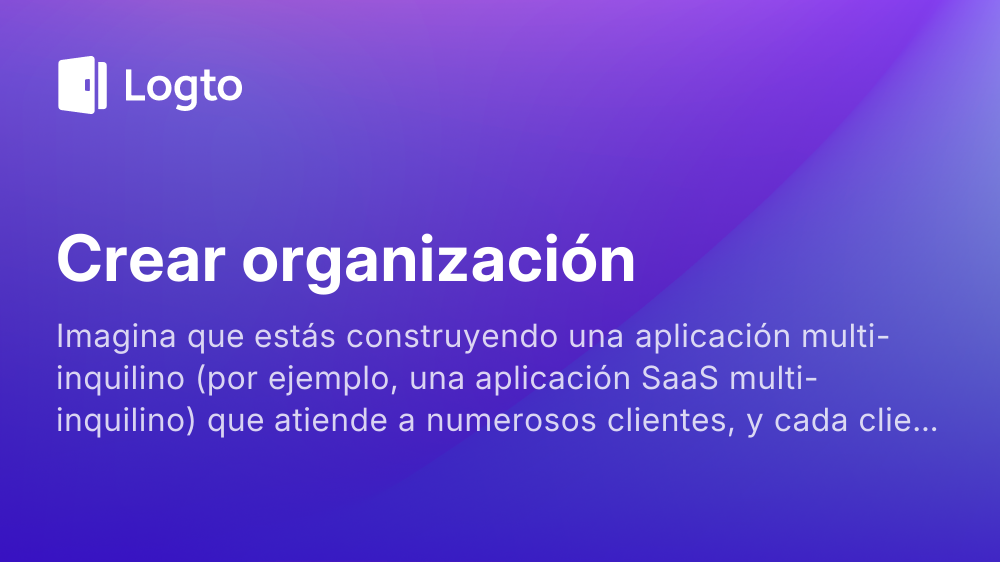 Logto
Crear organización
Imagina que estás construyendo una aplicación multi-
inquilino (por ejemplo, una aplicación SaaS multi-
inquilino) que atiende a numerosos clientes, y cada clie...